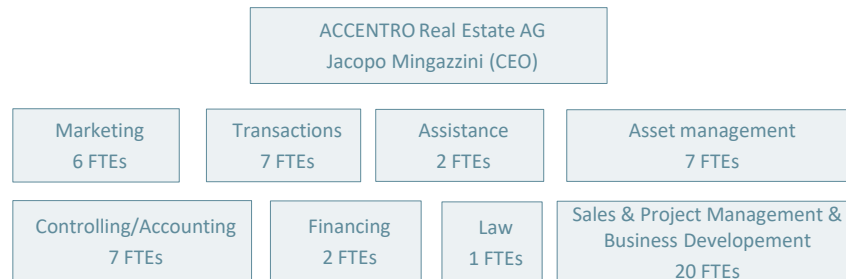 ACCENTRO Real Estate AG
Jacopo Mingazzini (CEO)
Marketing
6 FTEs
Transactions
7 FTEs
Assistance
2 FTEs
Asset management
7 FTEs
Controlling/Accounting
7 FTEs
Financing
2 FTEs
Law
1 FTEs
Sales & Project Management &
Business Developement
20 FTEs